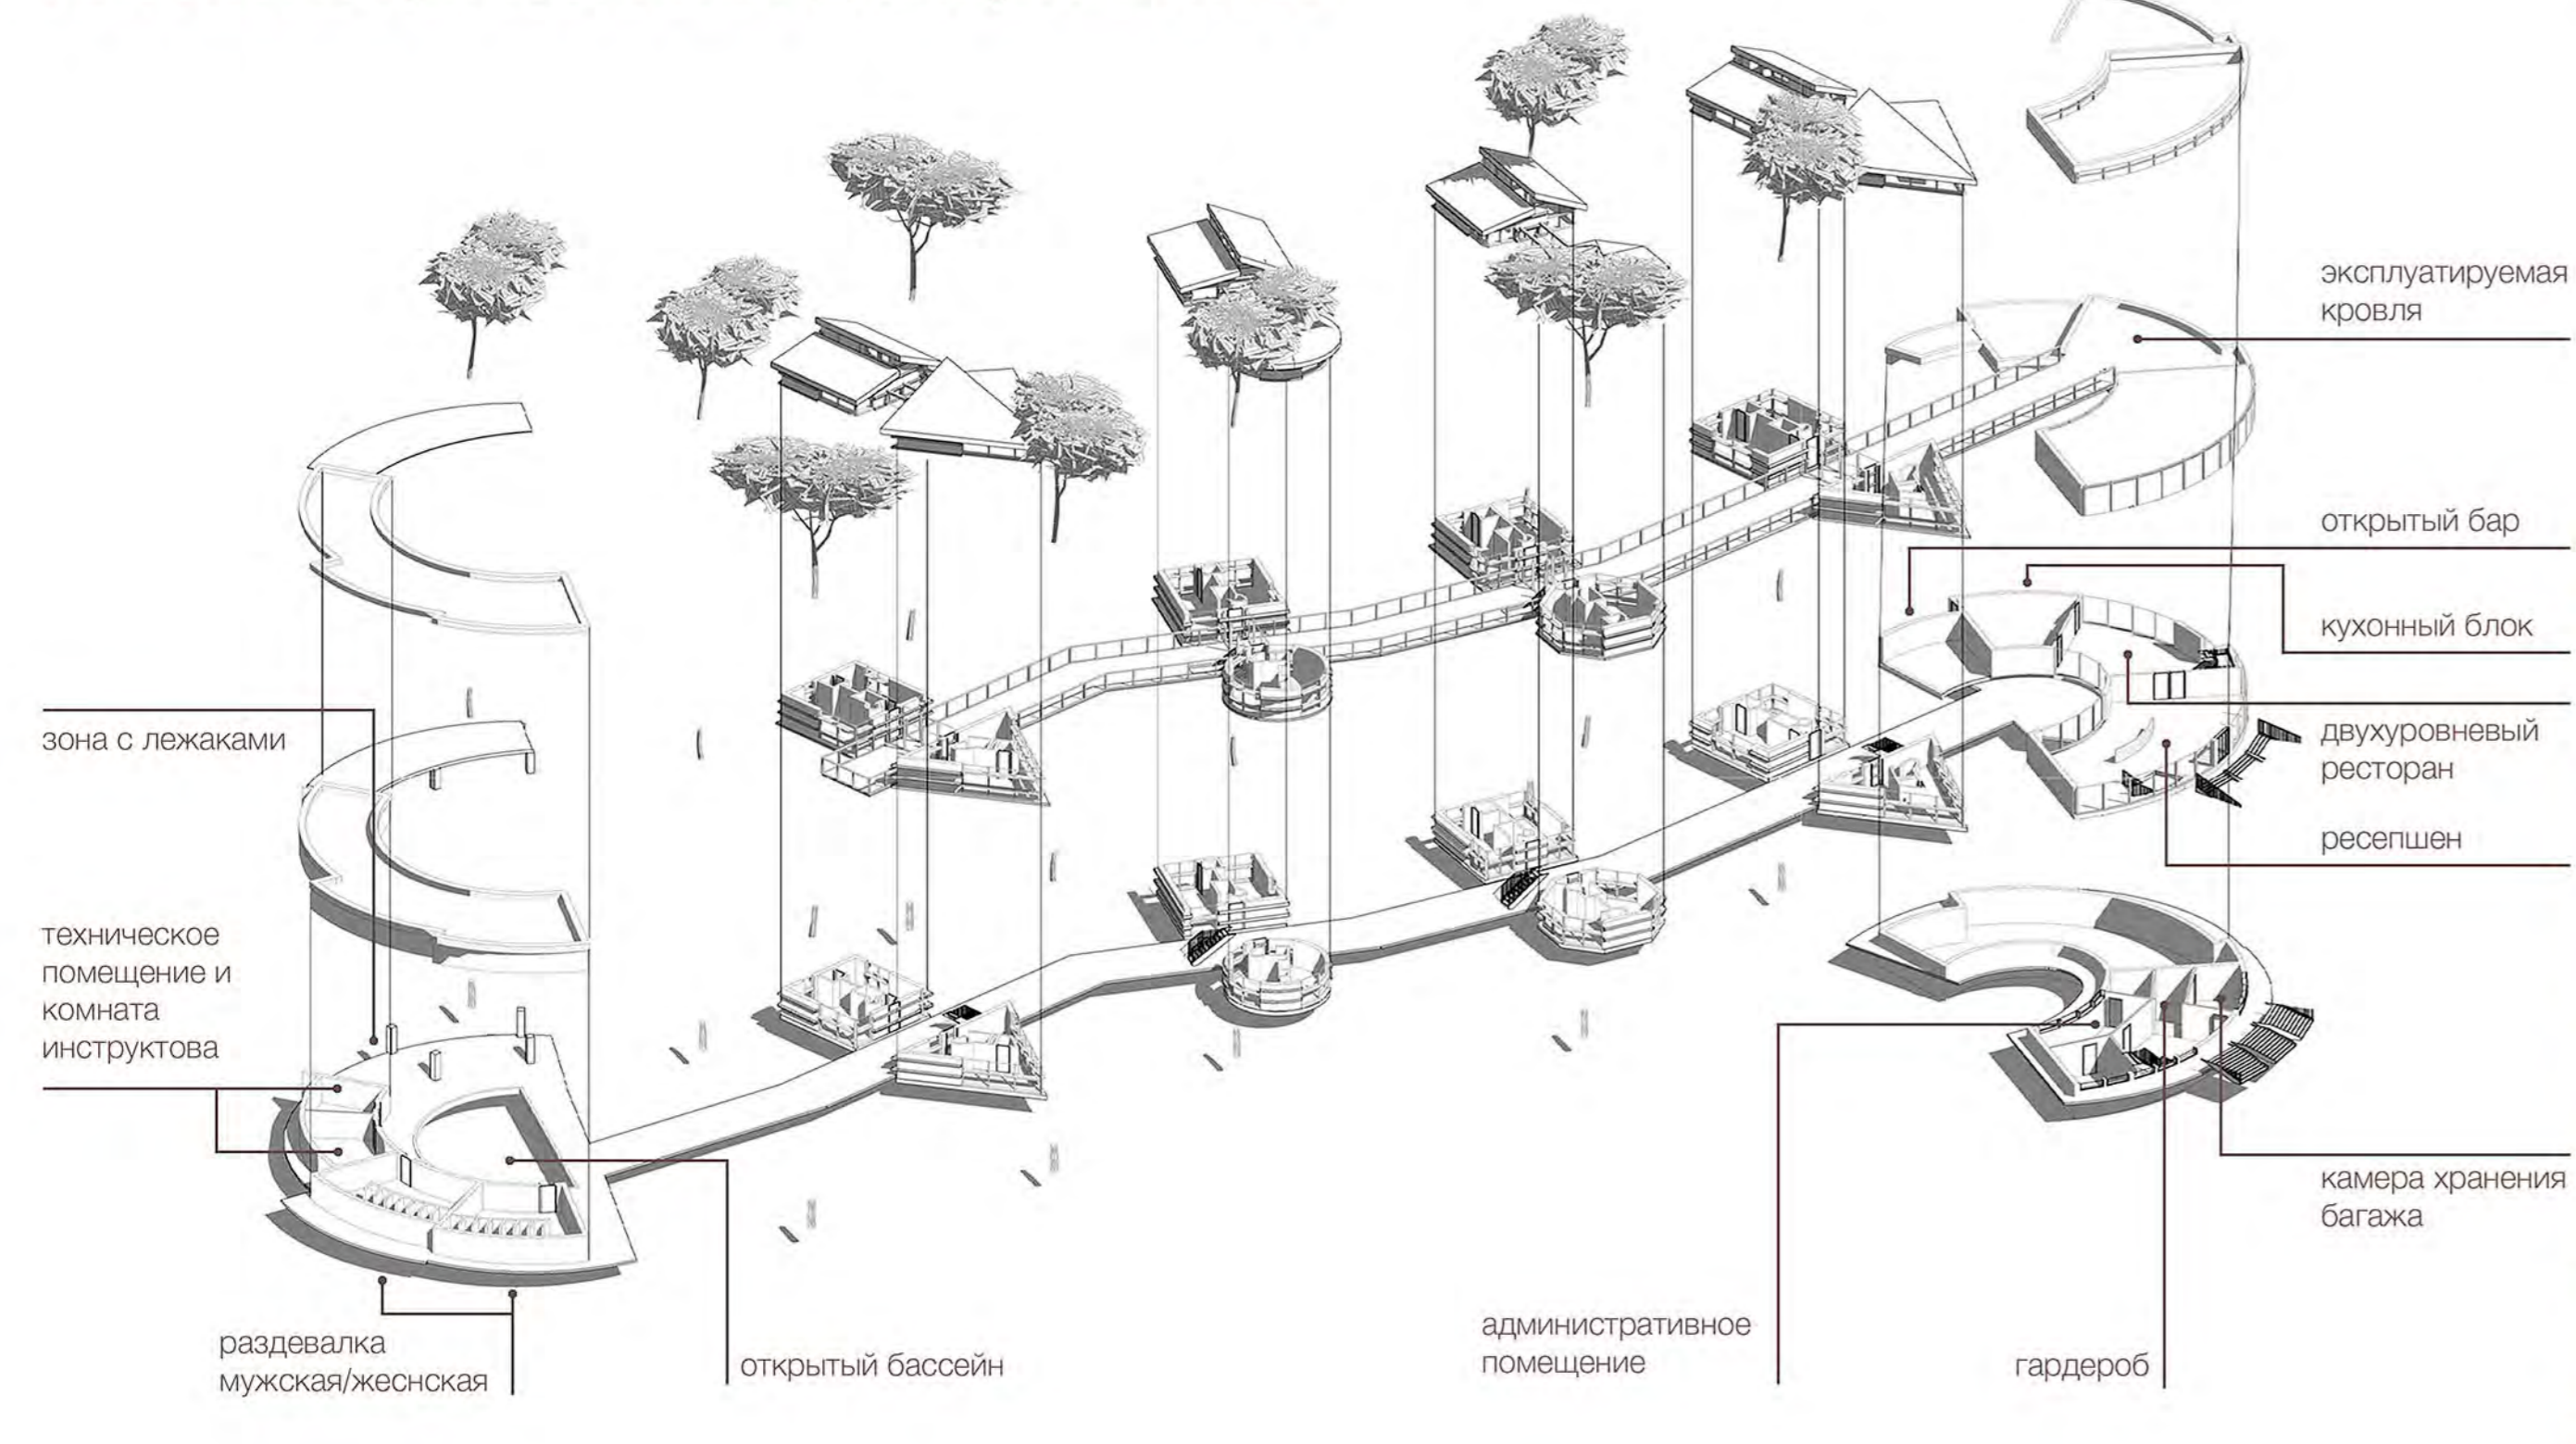 эксплуатируемая
кровля
открытый бар
кухонный блок
двухуровневый
ресторан
ресепшен
зона с лежаками
техническое
помещение и
комната
инструктова
камера хранения
багажа
раздевалка
мужская/жеснская
открытый бассейн
административное
помещение
гардероб